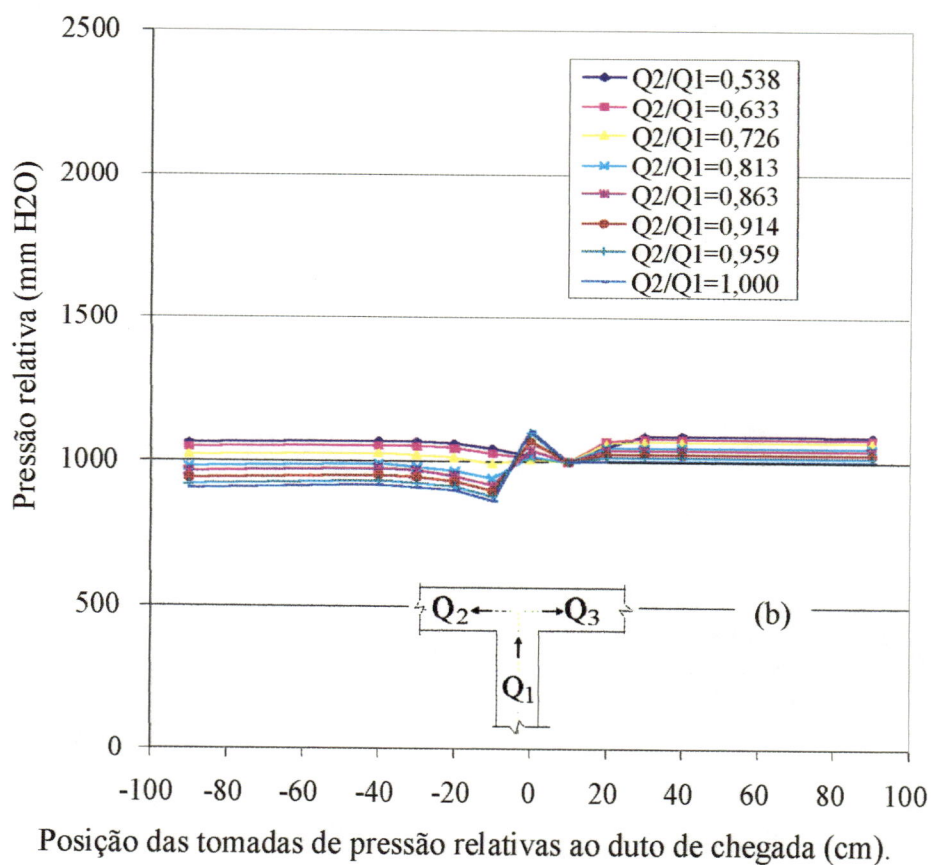 2500
2000
1500
1000
500
0
Pressão relativa (mm H2O)
Q2/Q1=0,538
Q2/Q1=0,633
Q2/Q1=0,726
Q2/Q1=0,813
Q2/Q1=0,863
Q2/Q1=0,914
Q2/Q1=0,959
Q2/Q1=1,000
Q2
Q3
(b)
Q1
-100 -80 -60 -40 -20 0 20 40 60 80 100
Posição das tomadas de pressão relativas ao duto de chegada (cm).